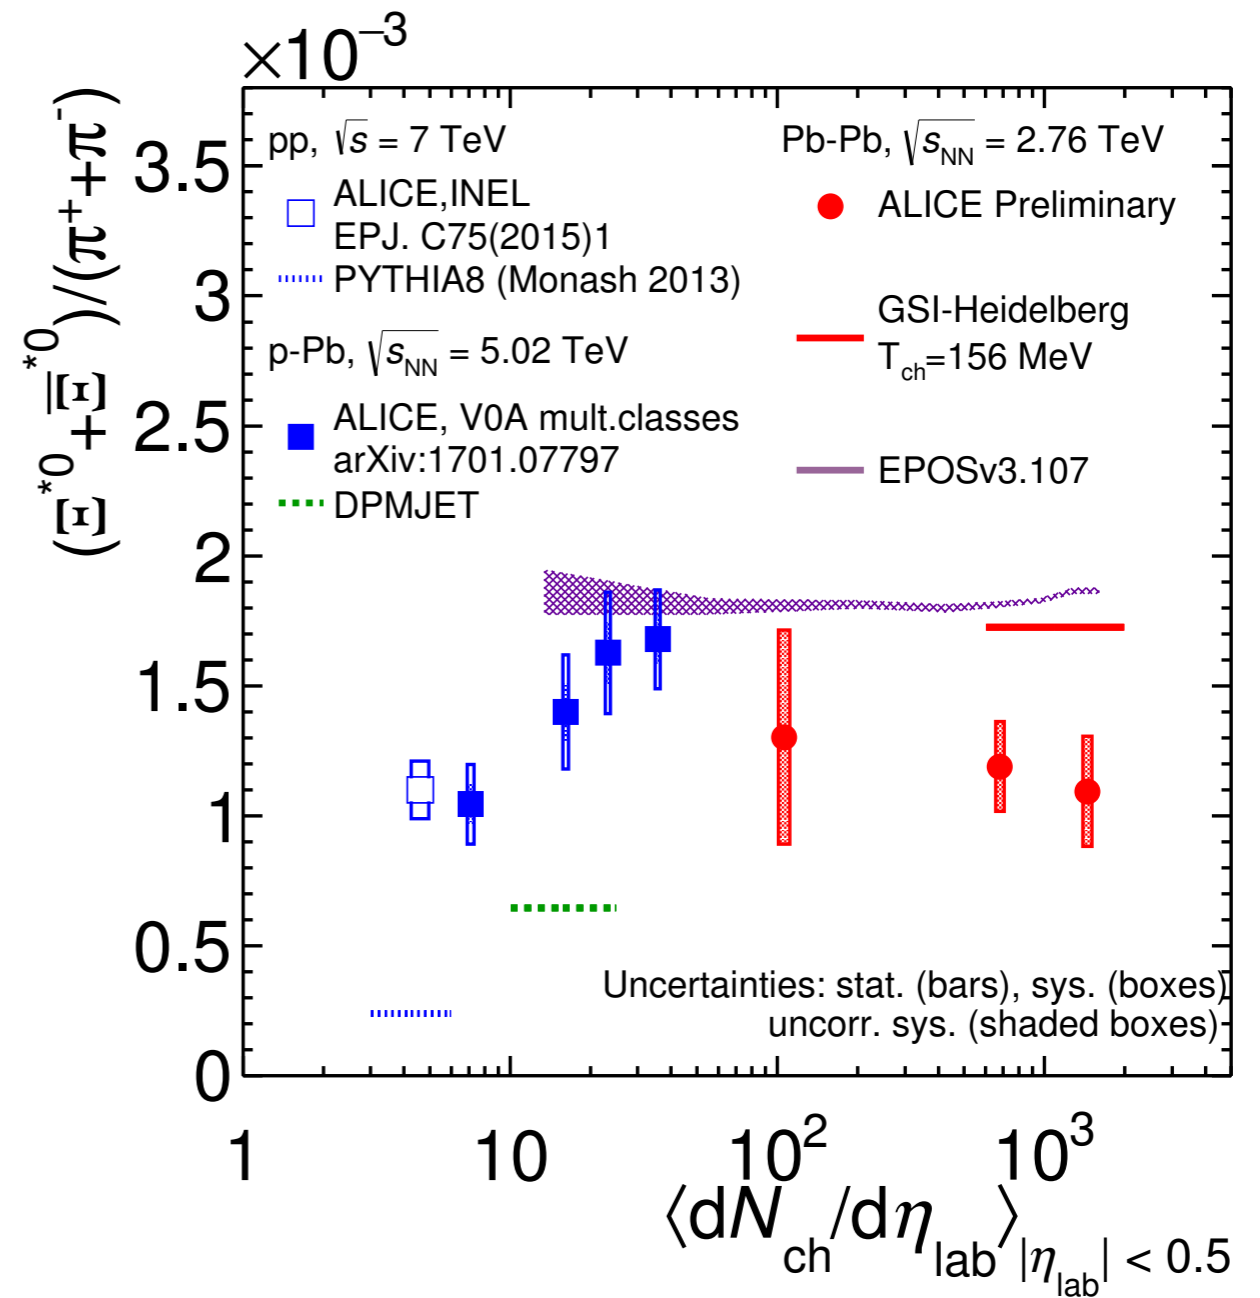 ×10⁻³
(Ξ*⁰+Ξ̅*⁰)/(π⁺+π⁻)
3.5
3
2.5
2
1.5
1
0.5
0
pp, √s = 7 TeV
ALICE,INEL
EPJ. C75(2015)1
PYTHIA8 (Monash 2013)
p-Pb, √sNN = 5.02 TeV
ALICE, V0A mult.classes
arXiv:1701.07797
DPMJET
Pb-Pb, √sNN = 2.76 TeV
ALICE Preliminary
GSI-Heidelberg
Tch=156 MeV
EPOSv3.107
Uncertainties: stat. (bars), sys. (boxes)
uncorr. sys. (shaded boxes)
1
10
10²
10³
⟨dNch/dηlab⟩|ηlab| < 0.5